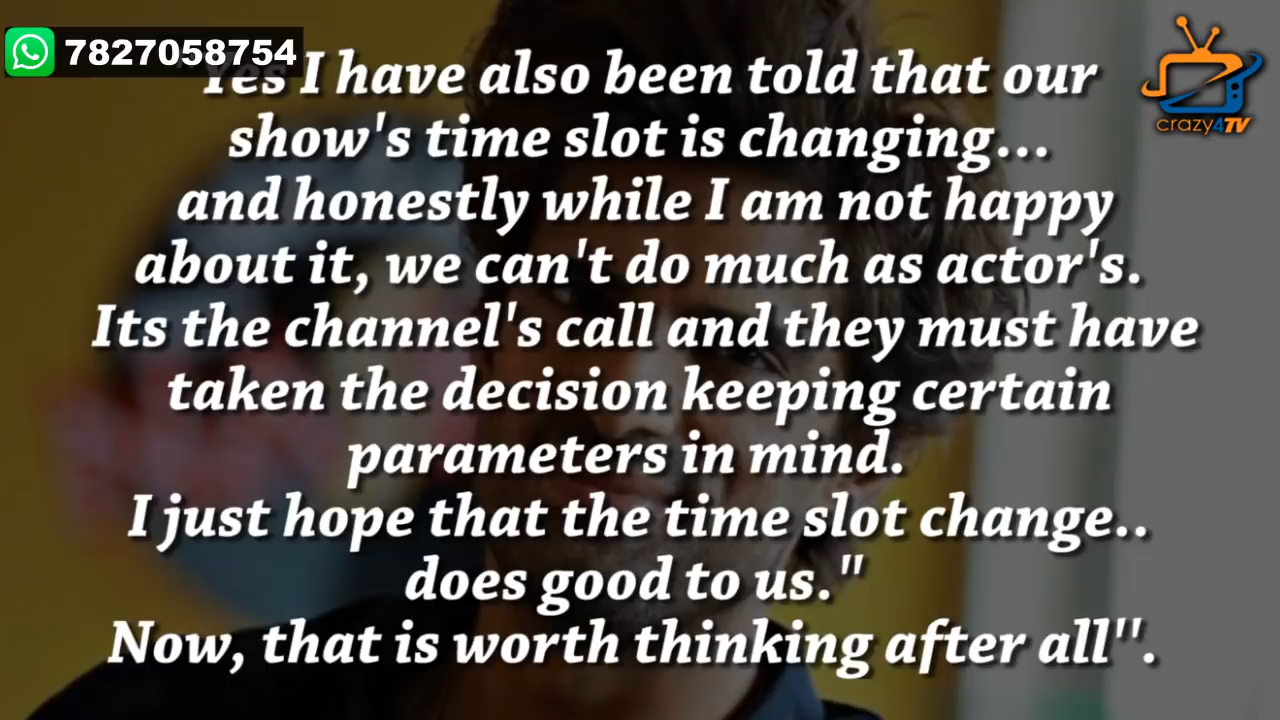 7827058754
Yes I have also been told that our
show's time slot is changing...
and honestly while I am not happy
about it, we can't do much as actor's.
Its the channel's call and they must have
taken the decision keeping certain
parameters in mind.
I just hope that the time slot change..
does good to us."
Now, that is worth thinking after all''.
crazy4TV